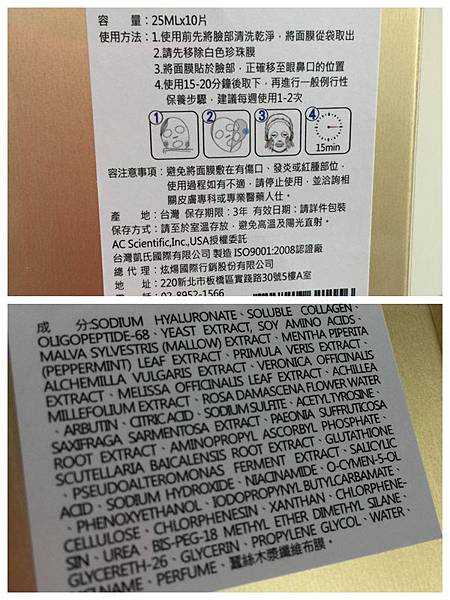 容　量：25MLx10片
使用方法：1.使用前先將臉部清洗乾淨，將面膜從袋取出
2.請先移除白色珍珠膜
3.將面膜貼於臉部，正確移至眼鼻口的位置
4.使用15-20分鐘後取下，再進行一般例行性
保養步驟，建議每週使用1-2次
1 2 3 4
15min
容注意事項：避免將面膜敷在有傷口、發炎或紅腫部位，
使用過程如有不適，請停止使用，並洽詢相
關皮膚專科或專業醫藥人仕。
產　地：台灣 保存期限：3年 有效日期：請詳件包裝
保存方式：請至於室溫存放，避免高溫及陽光直射。
AC Scientific,Inc.,USA授權委託
台灣凱氏國際有限公司 製造 ISO9001:2008認證廠
總 代 理：炫煬國際行銷股份有限公司
地　址：220新北市板橋區實踐路30號5樓A室
02-8952-1566
成　分:SODIUM HYALURONATE、SOLUBLE COLLAGEN、
OLIGOPEPTIDE-68、YEAST EXTRACT, SOY AMINO ACIDS、
MALVA SYLVESTRIS (MALLOW) EXTRACT、MENTHA PIPERITA
(PEPPERMINT) LEAF EXTRACT、PRIMULA VERIS EXTRACT、
ALCHEMILLA VULGARIS EXTRACT、VERONICA OFFICINALIS
EXTRACT、MELISSA OFFICINALIS LEAF EXTRACT、ACHILLEA
MILLEFOLIUM EXTRACT、ROSA DAMASCENA FLOWER WATER
、ARBUTIN、CITRIC ACID、SODIUM SULFITE、ACETYL TYROSINE、
SAXIFRAGA SARMENTOSA EXTRACT、PAEONIA SUFFRUTICOSA
ROOT EXTRACT、AMINOPROPYL ASCORBYL PHOSPHATE、
SCUTELLARIA BAICALENSIS ROOT EXTRACT、GLUTATHIONE
、PSEUDOALTEROMONAS FERMENT EXTRACT、SALICYLIC
ACID、SODIUM HYDROXIDE、NIACINAMIDE、O-CYMEN-5-OL
、PHENOXYETHANOL、IODOPROPYNYL BUTYLCARBAMATE、
CELLULOSE、CHLORPHENESIN、XANTHAN、CHLORPHENE-
SIN、UREA、BIS-PEG-18 METHYL ETHER DIMETHYL SILANE、
GLYCERETH-26、GLYCERIN、PROPYLENE GLYCOL、WATER、
PERFUME、蠶絲木漿纖維布膜。